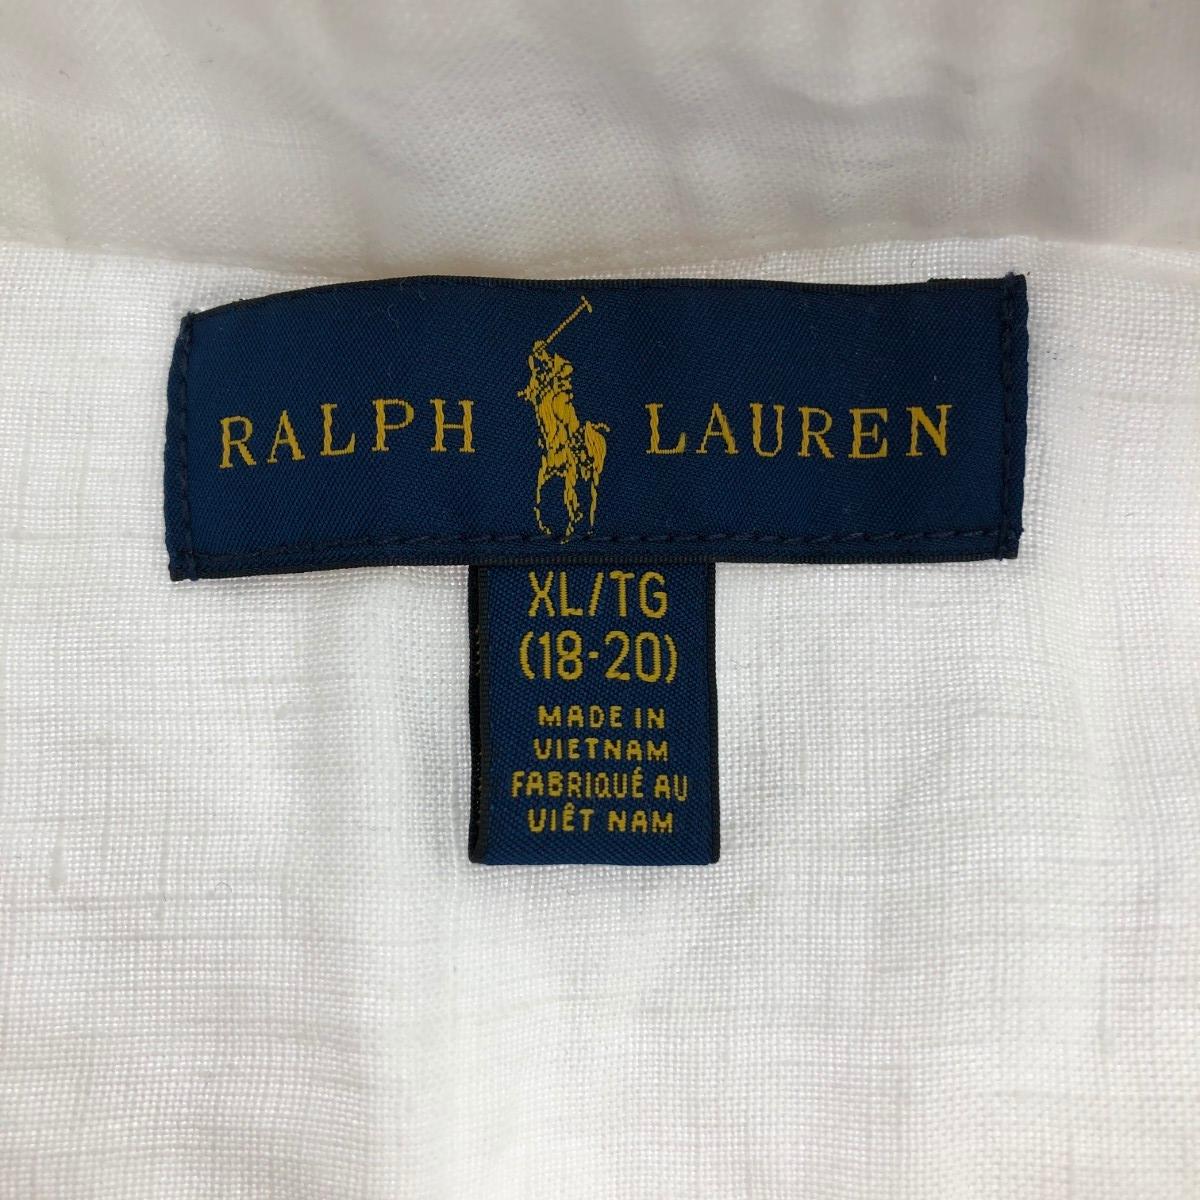 RALPH LAUREN
XL/TG
(18-20)
MADE IN
VIETNAM
FABRIQUÉ AU
VIÊT NAM